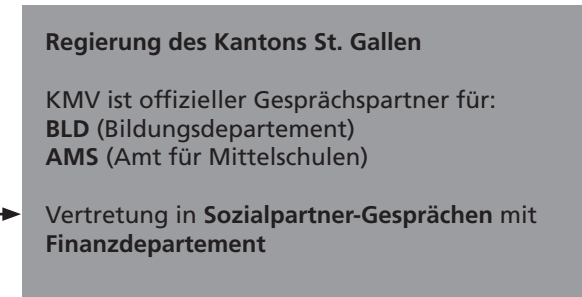 Regierung des Kantons St. Gallen
KMV ist offizieller Gesprächspartner für:
BLD (Bildungsdepartement)
AMS (Amt für Mittelschulen)
Vertretung in Sozialpartner-Gesprächen mit
Finanzdepartement